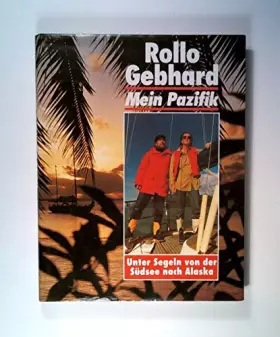 Rollo
Gebhard
Mein Pazifik
Unter Segeln von der
Südsee nach Alaska